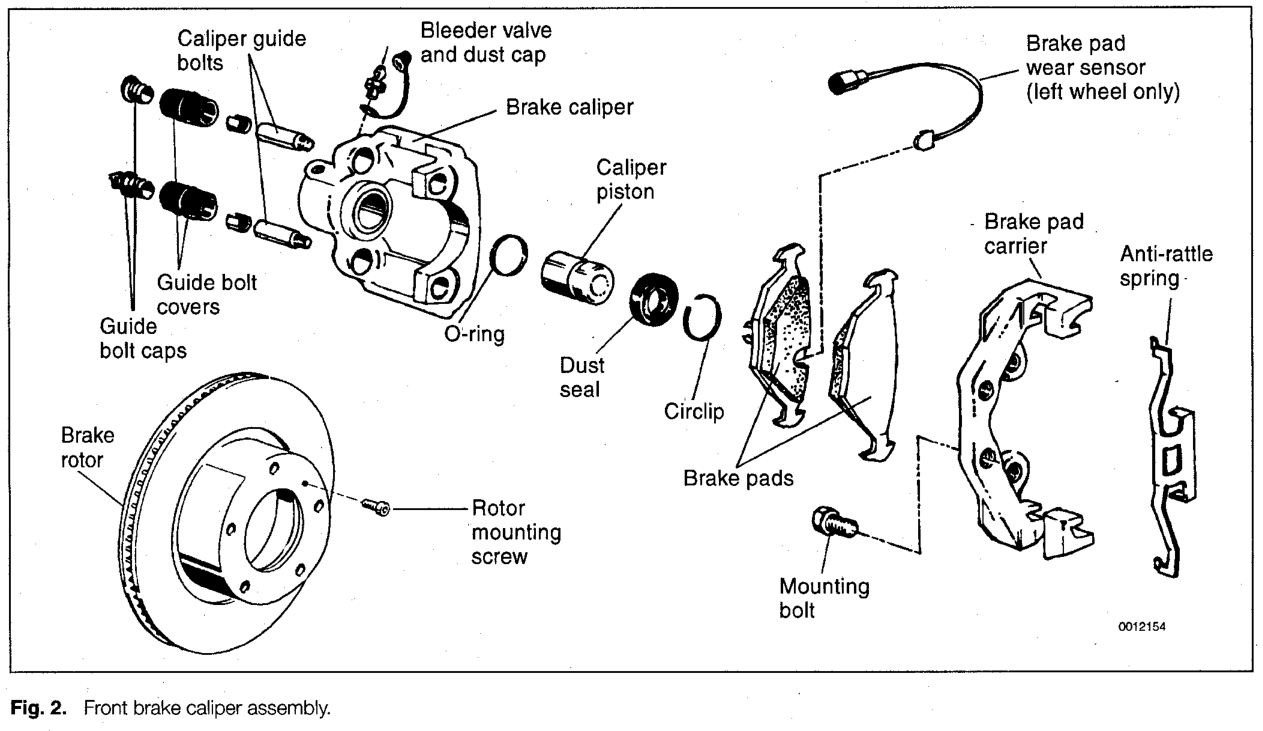 Caliper guide
bolts
Bleeder valve
and dust cap
Brake caliper
Brake pad
wear sensor
(left wheel only)
Caliper
piston
Brake pad
carrier
Anti-rattle
spring
Guide bolt
covers
Guide
bolt caps
O-ring
Dust
seal
Circlip
Brake pads
Brake
rotor
Rotor
mounting
screw
Mounting
bolt
0012154
Fig. 2. Front brake caliper assembly.